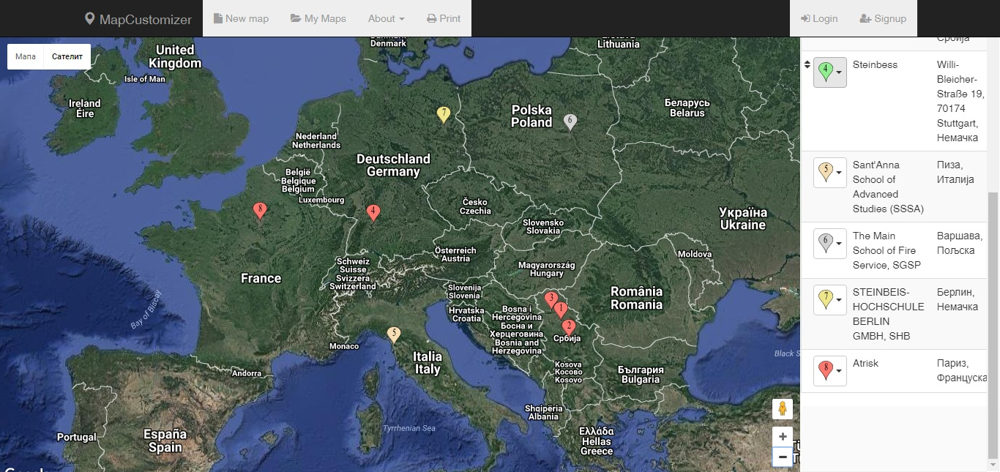 MapCustomizer
New map
My Maps
About
Print
Login
Signup
Мапа
Сателит
United
Kingdom
Isle of Man
Ireland
Éire
Denmark
Lithuania
Nederland
Netherlands
België
Belgique
Belgium
Luxembourg
Deutschland
Germany
Polska
Poland
Беларусь
Belarus
Česko
Czechia
Slovensko
Slovakia
Україна
Ukraine
Moldova
Österreich
Austria
Magyarország
Hungary
Schweiz
Suisse
Svizzera
Switzerland
France
Bay of Biscay
Slovenija
Slovenia
Hrvatska
Croatia
Bosna i
Hercegovina
Босна и
Херцеговина
Bosnia and
Herzegovina
România
Romania
Србија
Kosova
Косово
Kosovo
България
Bulgaria
Black S
Monaco
Italia
Italy
Andorra
Shqipëria
Albania
Ελλάδα
Hellas
Greece
Tyrrhenian Sea
Portugal
España
Spain
7
6
8
4
3
1
2
5
Србија
4
Steinbess
Willi-
Bleicher-
Straße 19,
70174
Stuttgart,
Немачка
5
Sant'Anna
School of
Advanced
Studies (SSSA)
Пиза,
Италија
6
The Main
School of Fire
Service, SGSP
Варшава,
Пољска
7
STEINBEIS-
HOCHSCHULE
BERLIN
GMBH, SHB
Берлин,
Немачка
8
Atrisk
Париз,
Француска